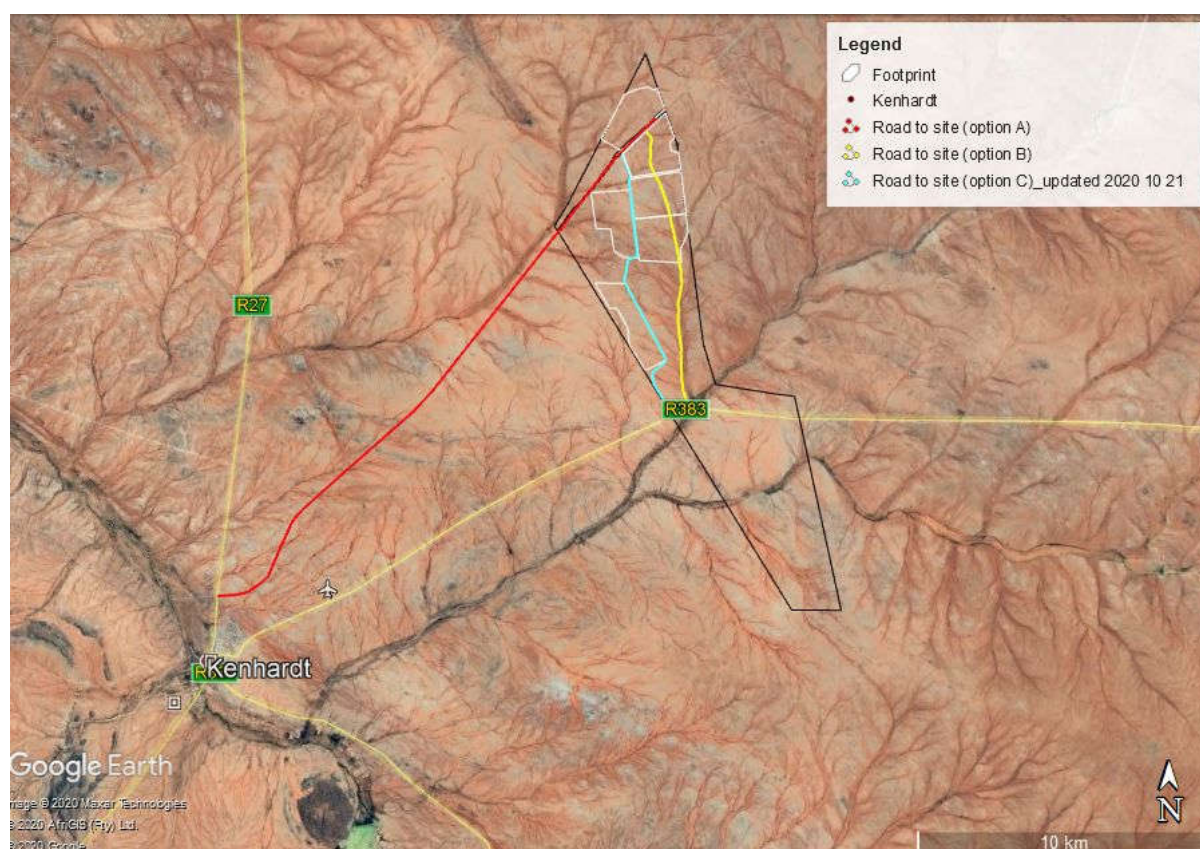 Legend
Footprint
Kenhardt
Road to site (option A)
Road to site (option B)
Road to site (option C)_updated 2020 10 21
R27
R383
Kenhardt
Google Earth
mage © 2020 Maxar Technologies
© 2020 AfriGIS (Pty) Ltd.
© 2020 Google
N
10 km